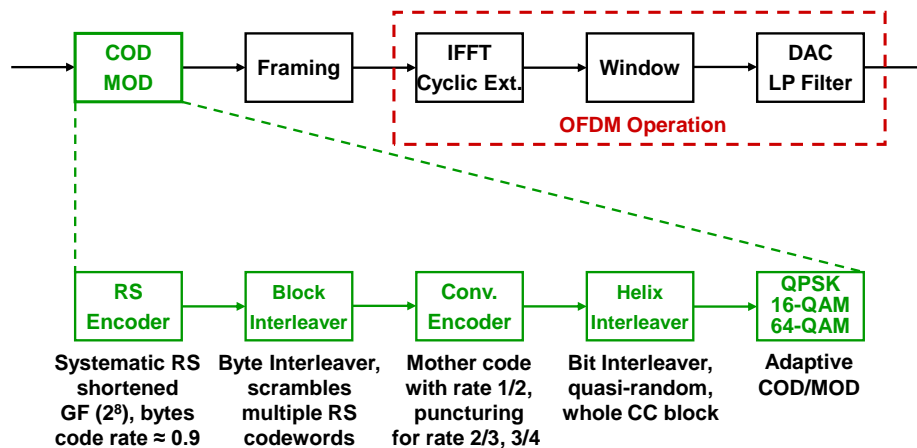 COD
MOD
Framing
IFFT
Cyclic Ext.
Window
DAC
LP Filter
OFDM Operation
RS
Encoder
Block
Interleaver
Conv.
Encoder
Helix
Interleaver
QPSK
16-QAM
64-QAM
Systematic RS
shortened
GF (2⁸), bytes
code rate ≈ 0.9
Byte Interleaver,
scrambles
multiple RS
codewords
Mother code
with rate 1/2,
puncturing
for rate 2/3, 3/4
Bit Interleaver,
quasi-random,
whole CC block
Adaptive
COD/MOD